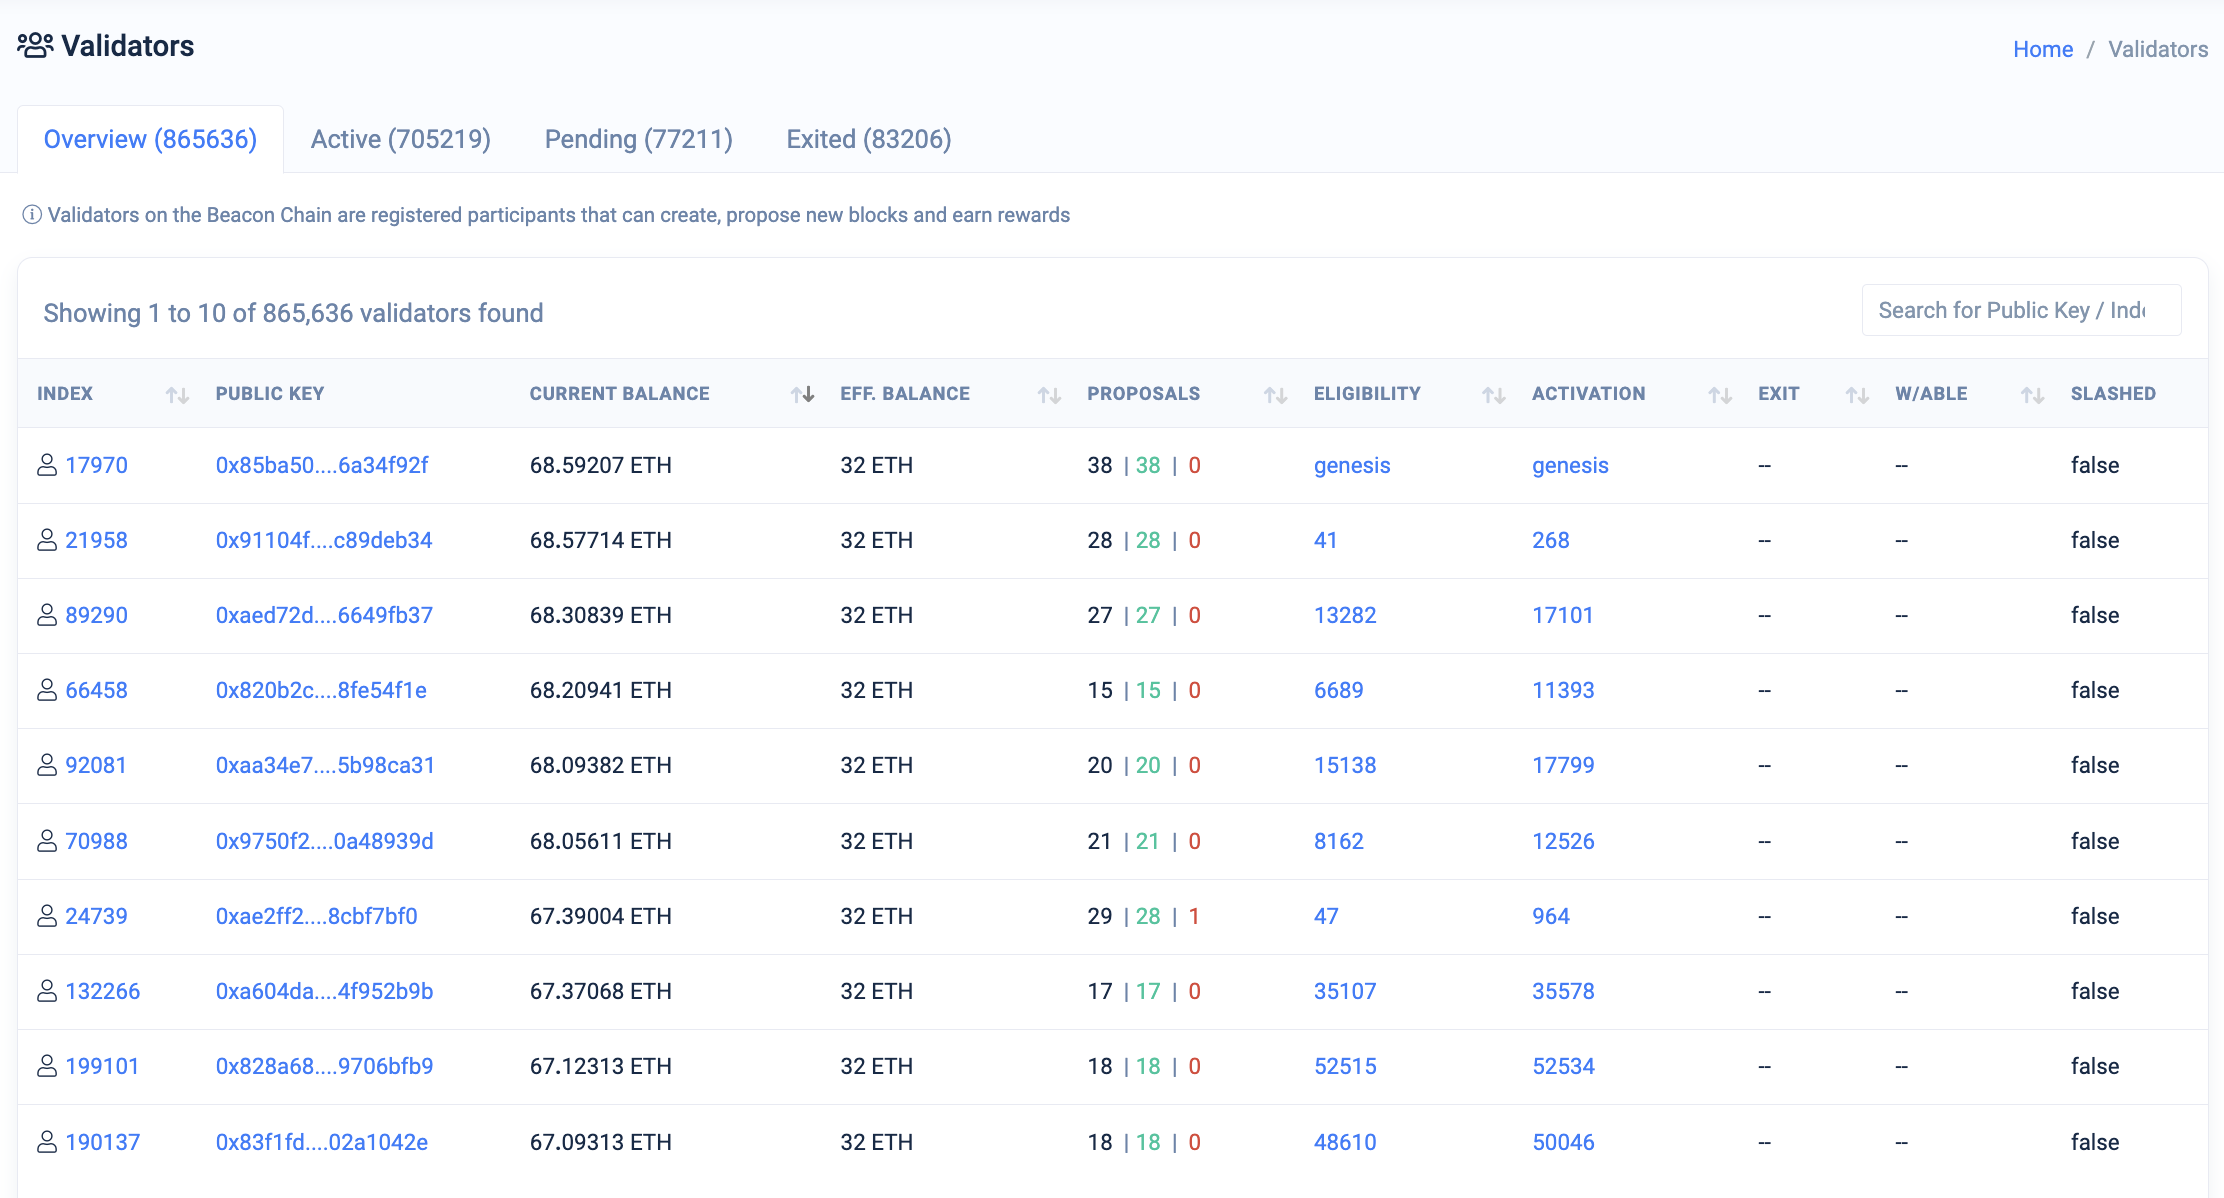 Validators
Home / Validators
Overview (865636) Active (705219) Pending (77211) Exited (83206)
Validators on the Beacon Chain are registered participants that can create, propose new blocks and earn rewards
Showing 1 to 10 of 865,636 validators found
Search for Public Key / Inde
INDEX PUBLIC KEY CURRENT BALANCE EFF. BALANCE PROPOSALS ELIGIBILITY ACTIVATION EXIT W/ABLE SLASHED
17970 0x85ba50....6a34f92f 68.59207 ETH 32 ETH 38 | 38 | 0 genesis genesis -- -- false
21958 0x91104f....c89deb34 68.57714 ETH 32 ETH 28 | 28 | 0 41 268 -- -- false
89290 0xaed72d....6649fb37 68.30839 ETH 32 ETH 27 | 27 | 0 13282 17101 -- -- false
66458 0x820b2c....8fe54f1e 68.20941 ETH 32 ETH 15 | 15 | 0 6689 11393 -- -- false
92081 0xaa34e7....5b98ca31 68.09382 ETH 32 ETH 20 | 20 | 0 15138 17799 -- -- false
70988 0x9750f2....0a48939d 68.05611 ETH 32 ETH 21 | 21 | 0 8162 12526 -- -- false
24739 0xae2ff2....8cbf7bf0 67.39004 ETH 32 ETH 29 | 28 | 1 47 964 -- -- false
132266 0xa604da....4f952b9b 67.37068 ETH 32 ETH 17 | 17 | 0 35107 35578 -- -- false
199101 0x828a68....9706bfb9 67.12313 ETH 32 ETH 18 | 18 | 0 52515 52534 -- -- false
190137 0x83f1fd....02a1042e 67.09313 ETH 32 ETH 18 | 18 | 0 48610 50046 -- -- false